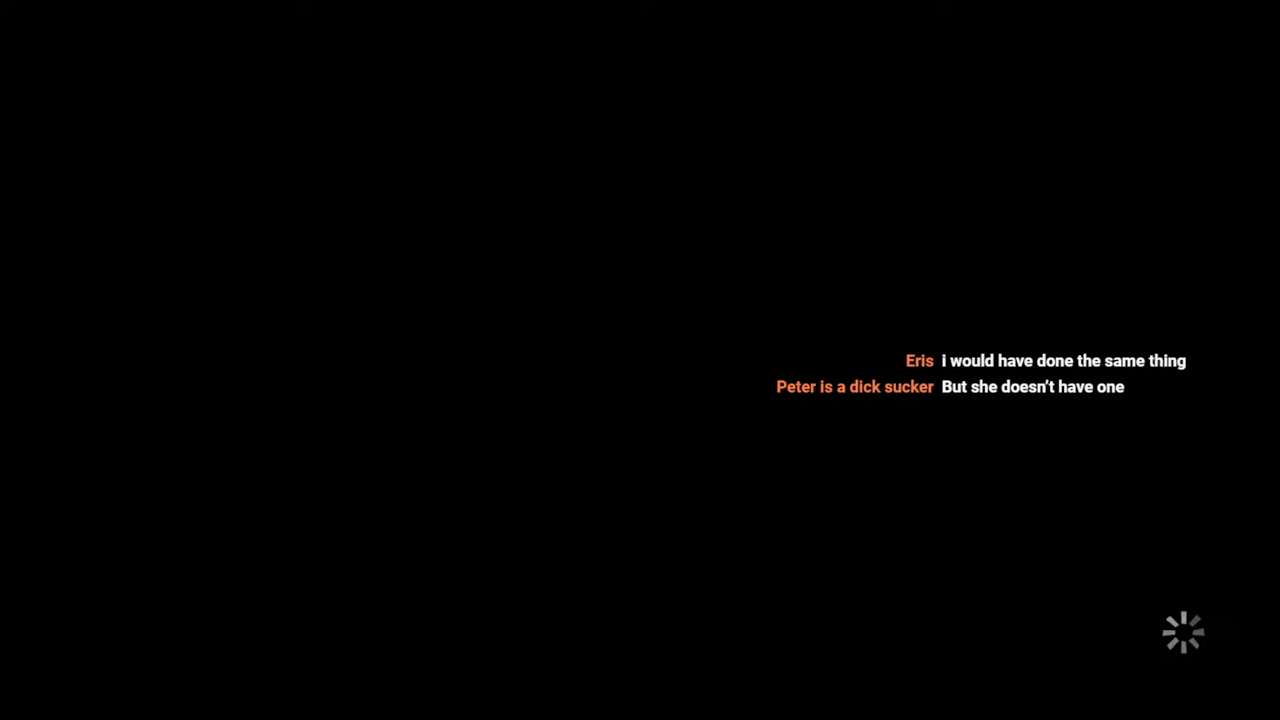 Eris i would have done the same thing
Peter is a dick sucker But she doesn’t have one